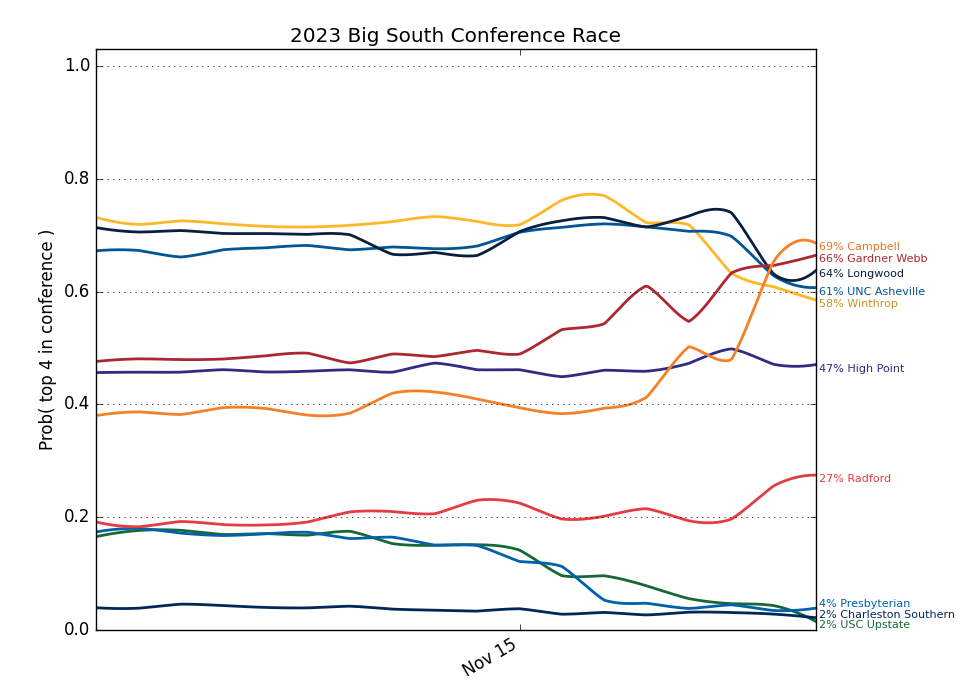 2023 Big South Conference Race
Prob( top 4 in conference )
1.0
0.8
0.6
0.4
0.2
0.0
Nov 15
69% Campbell
66% Gardner Webb
64% Longwood
61% UNC Asheville
58% Winthrop
47% High Point
27% Radford
4% Presbyterian
2% Charleston Southern
2% USC Upstate